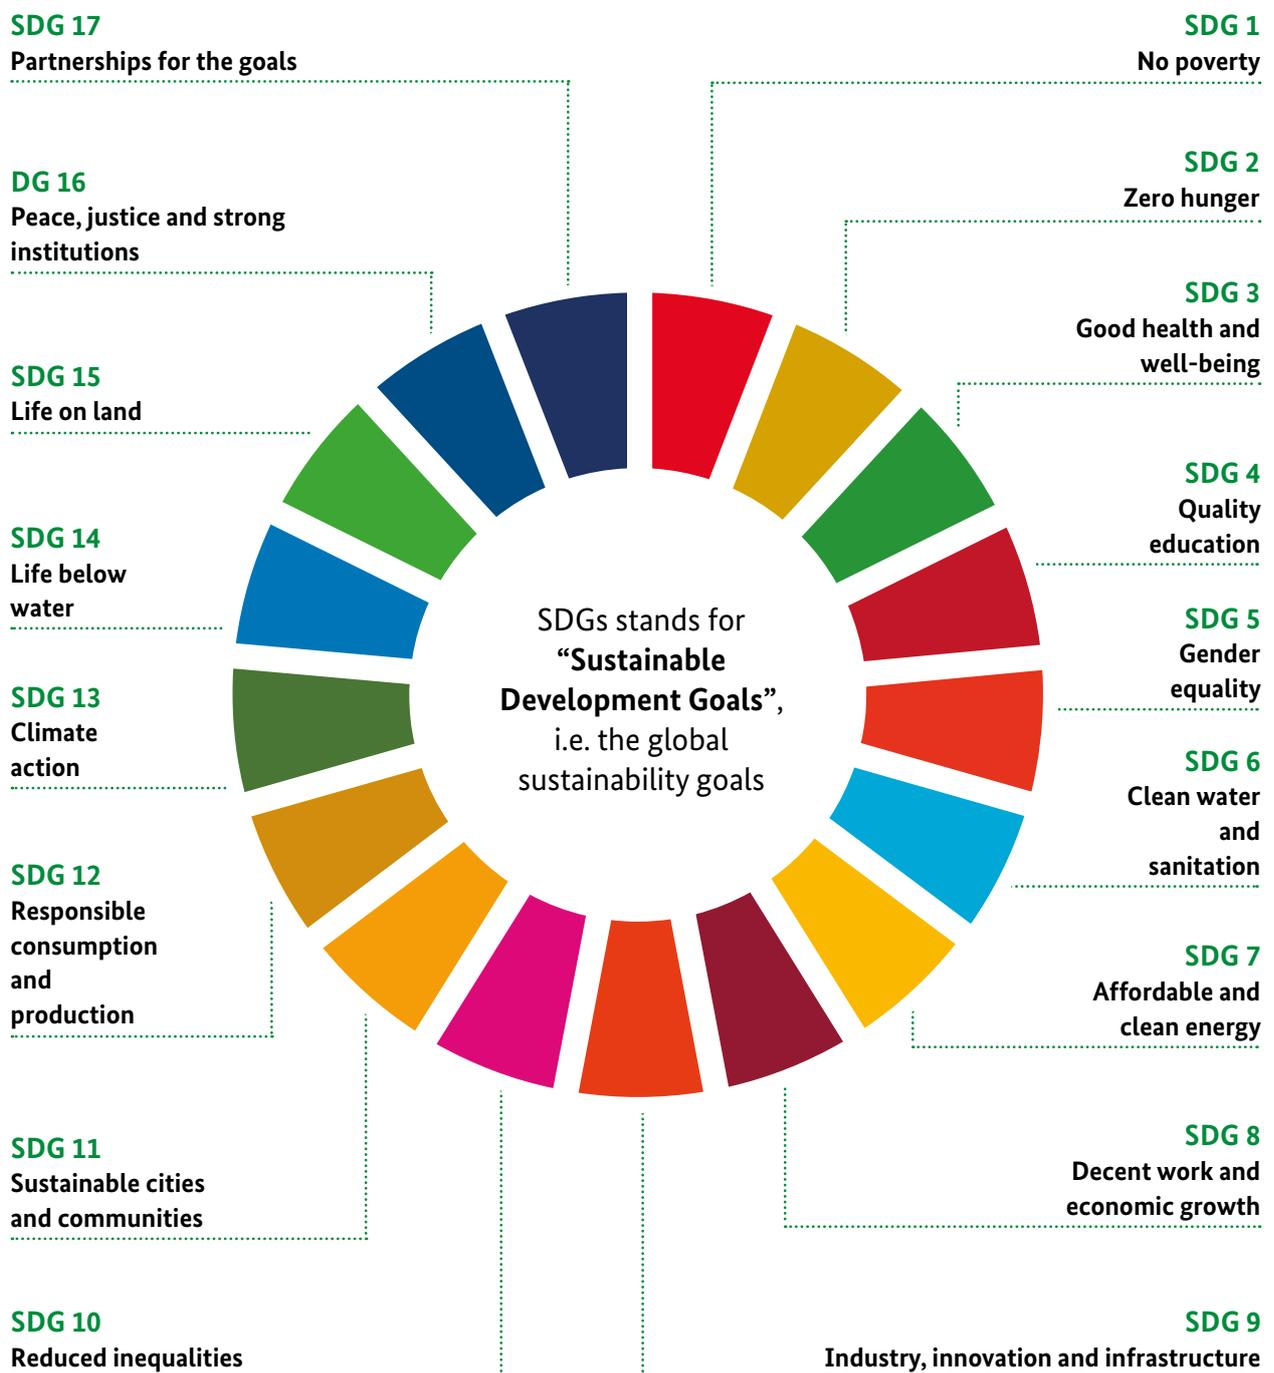 SDG 17
Partnerships for the goals
DG 16
Peace, justice and strong
institutions
SDG 15
Life on land
SDG 14
Life below
water
SDG 13
Climate
action
SDG 12
Responsible
consumption
and
production
SDG 11
Sustainable cities
and communities
SDG 10
Reduced inequalities
SDGs stands for
“Sustainable
Development Goals”,
i.e. the global
sustainability goals
SDG 1
No poverty
SDG 2
Zero hunger
SDG 3
Good health and
well-being
SDG 4
Quality
education
SDG 5
Gender
equality
SDG 6
Clean water
and
sanitation
SDG 7
Affordable and
clean energy
SDG 8
Decent work and
economic growth
SDG 9
Industry, innovation and infrastructure